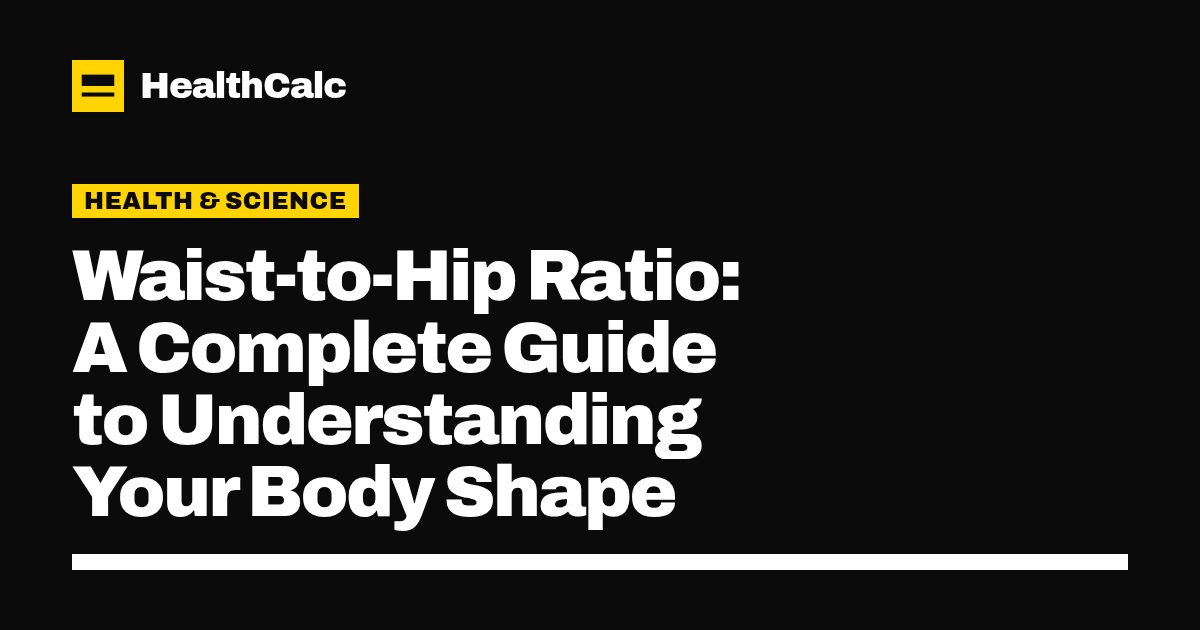 HealthCalc
HEALTH & SCIENCE
Waist-to-Hip Ratio:
A Complete Guide
to Understanding
Your Body Shape